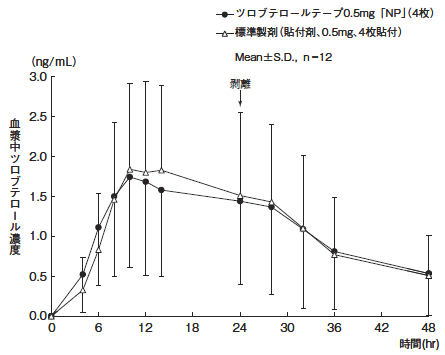 ツロブテロールテープ0.5mg「NP」(4枚)
標準製剤(貼付剤、0.5mg、4枚貼付)
Mean±S.D., n－12
(ng/mL)
剥離
3.0
2.5
2.0
1.5
1.0
0.5
0.0
血漿中ツロブテロール濃度
0 6 12 18 24 30 36 42 48
時間(hr)